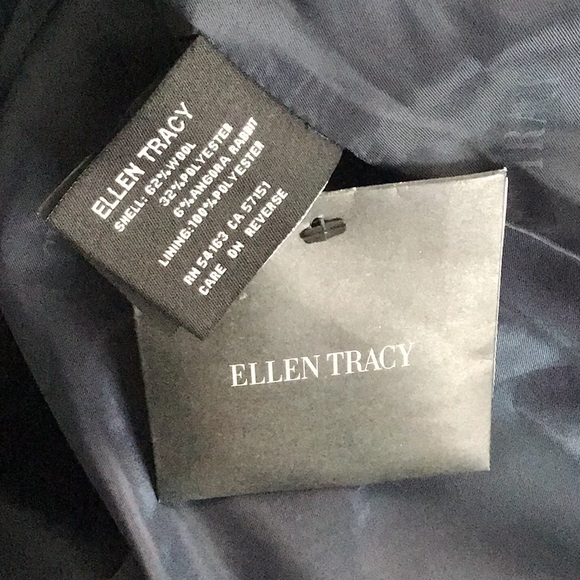 ELLEN TRACY
SHELL: 62%WOOL
32%POLYESTER
6%ANGORA RABBIT
LINING:100%POLYESTER
RN 54163 CA 57151
CARE ON REVERSE
ELLEN TRACY